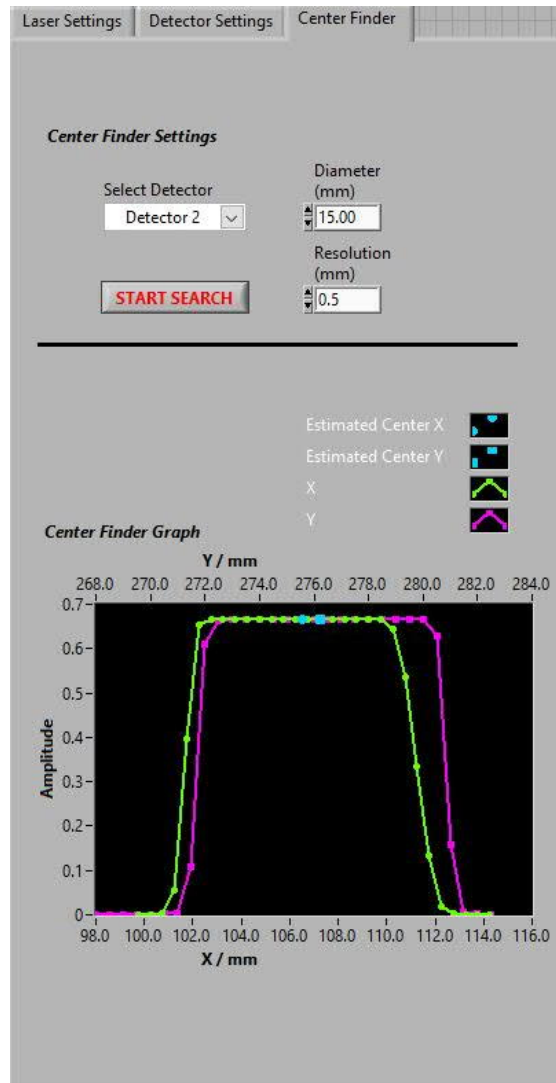 Laser Settings Detector Settings Center Finder
Center Finder Settings
Select Detector
Detector 2
Diameter
(mm)
15.00
START SEARCH
Resolution
(mm)
0.5
Estimated Center X
Estimated Center Y
X
Y
Center Finder Graph
Y / mm
268.0 270.0 272.0 274.0 276.0 278.0 280.0 282.0 284.0
0.7
0.6
0.5
0.4
0.3
0.2
0.1
0
Amplitude
98.0 100.0 102.0 104.0 106.0 108.0 110.0 112.0 114.0 116.0
X / mm